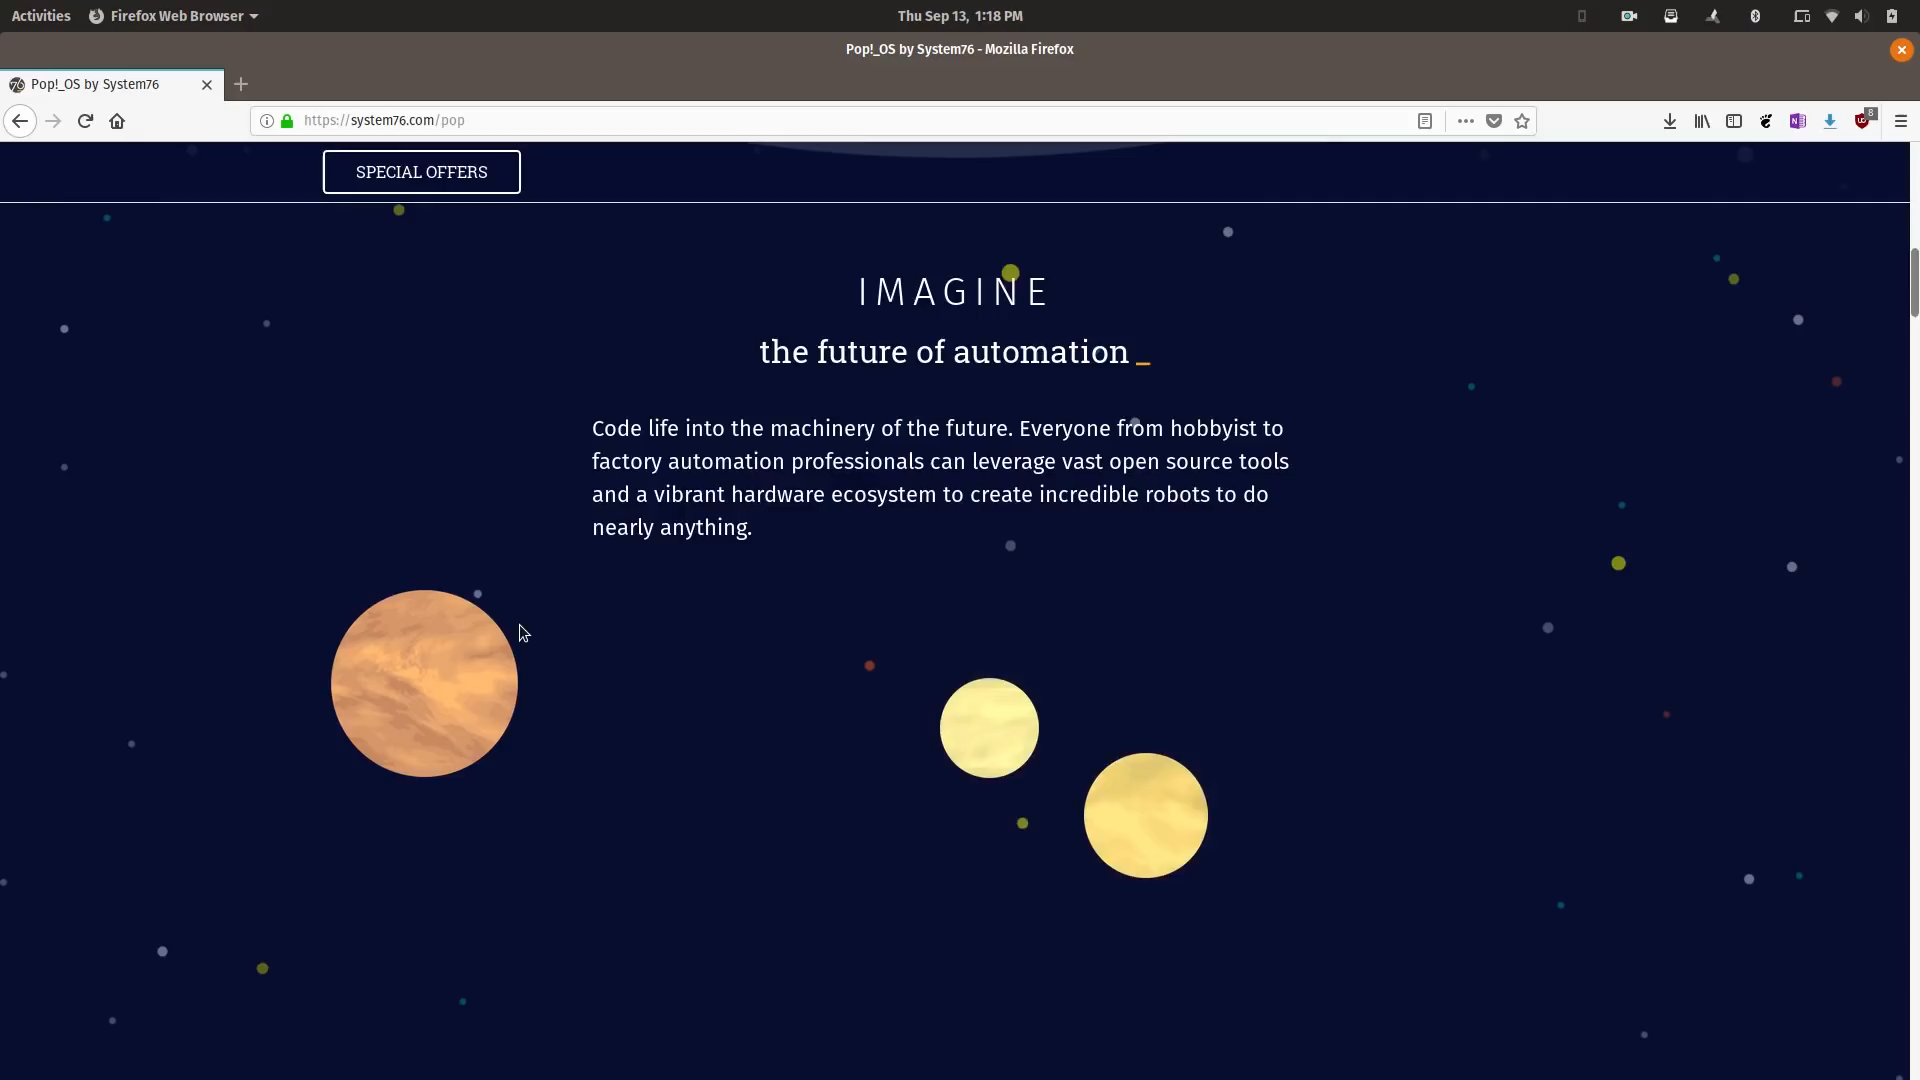 Activities Firefox Web Browser Thu Sep 13, 1:18 PM
Pop!_OS by System76 - Mozilla Firefox
Pop!_OS by System76
https://system76.com/pop
8
SPECIAL OFFERS
IMAGINE
the future of automation _
Code life into the machinery of the future. Everyone from hobbyist to
factory automation professionals can leverage vast open source tools
and a vibrant hardware ecosystem to create incredible robots to do
nearly anything.